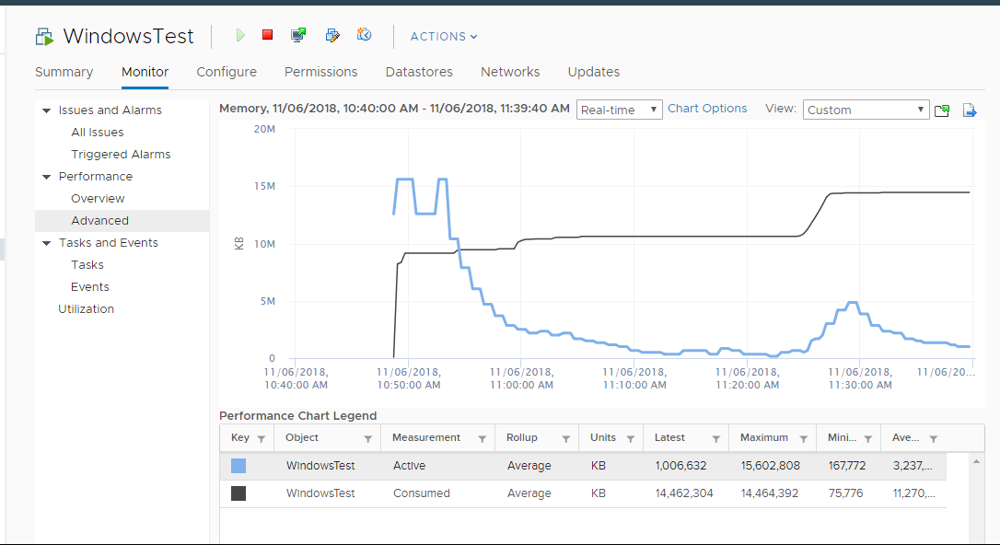 WindowsTest
ACTIONS
Summary Monitor Configure Permissions Datastores Networks Updates
Issues and Alarms
All Issues
Triggered Alarms
Performance
Overview
Advanced
Tasks and Events
Tasks
Events
Utilization
Memory, 11/06/2018, 10:40:00 AM - 11/06/2018, 11:39:40 AM Real-time Chart Options View: Custom
20M
15M
10M
5M
0
KB
11/06/2018, 11/06/2018, 11/06/2018, 11/06/2018, 11/06/2018, 11/06/2018, 11/06/20...
10:40:00 AM 10:50:00 AM 11:00:00 AM 11:10:00 AM 11:20:00 AM 11:30:00 AM
Performance Chart Legend
Key Object Measurement Rollup Units Latest Maximum Mini... Ave...
WindowsTest Active Average KB 1,006,632 15,602,808 167,772 3,237,...
WindowsTest Consumed Average KB 14,462,304 14,464,392 75,776 11,270,...